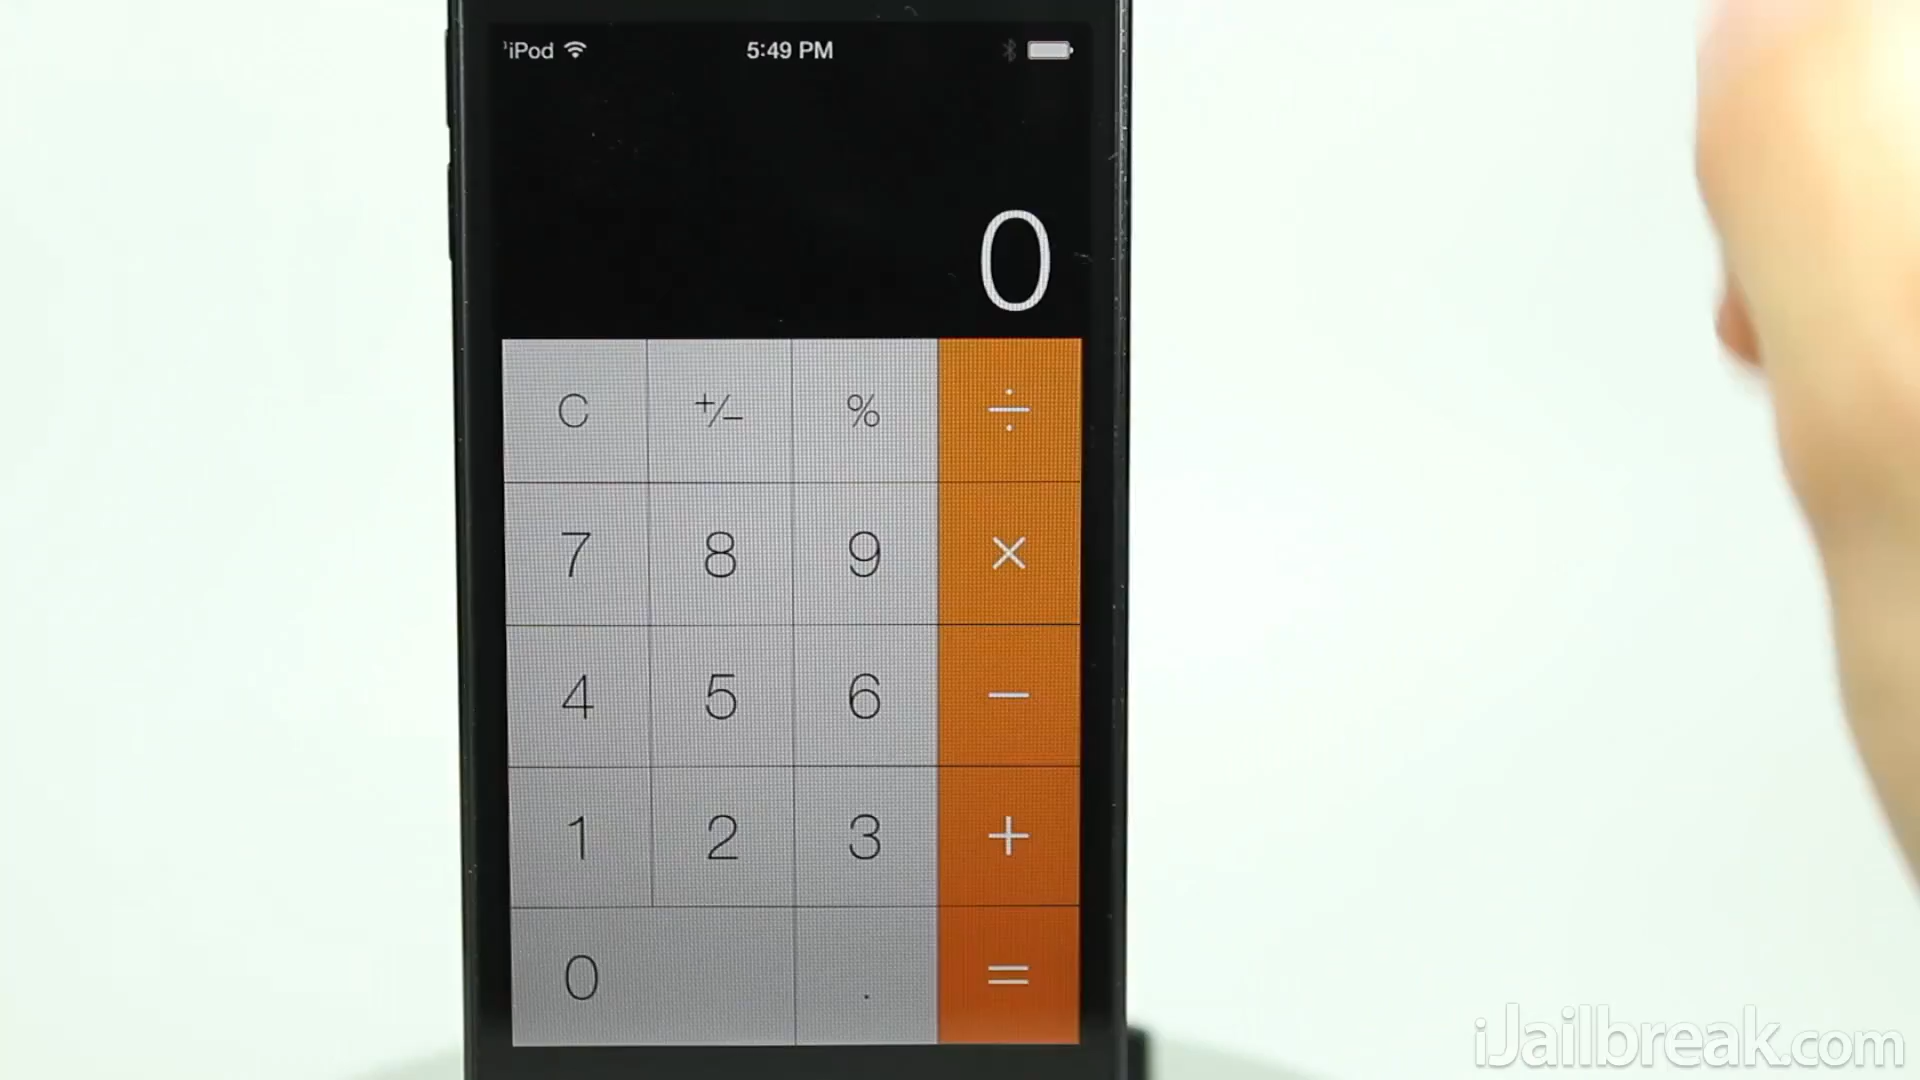 iPod 5:49 PM
0
C +/− % ÷
7 8 9 ×
4 5 6 −
1 2 3 +
0 . =
iJailbreak.com